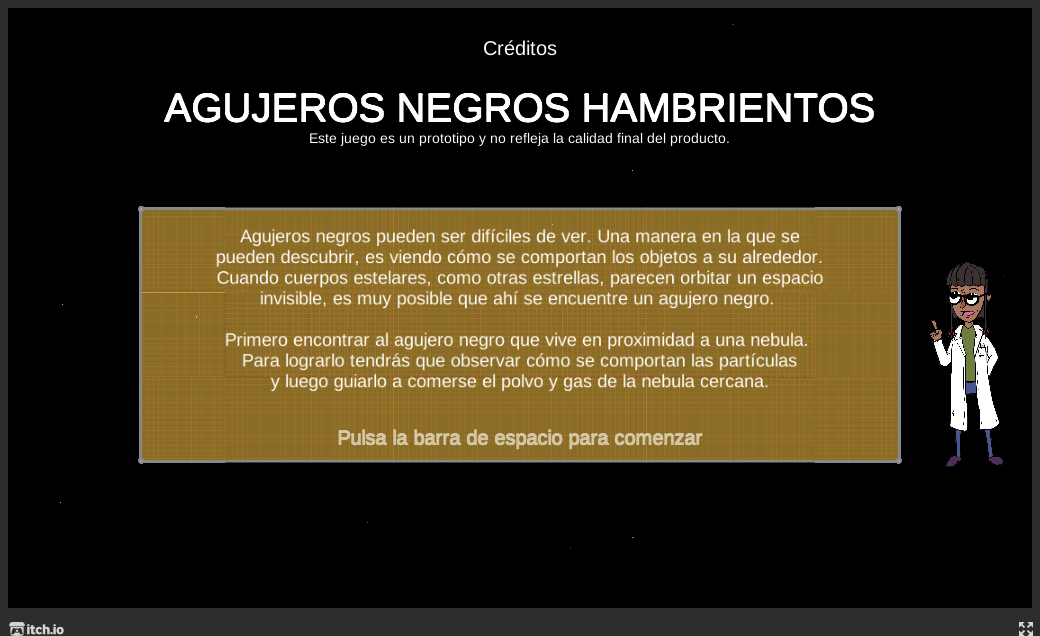 Créditos
AGUJEROS NEGROS HAMBRIENTOS
Este juego es un prototipo y no refleja la calidad final del producto.
Agujeros negros pueden ser difíciles de ver. Una manera en la que se
pueden descubrir, es viendo cómo se comportan los objetos a su alrededor.
Cuando cuerpos estelares, como otras estrellas, parecen orbitar un espacio
invisible, es muy posible que ahí se encuentre un agujero negro.
Primero encontrar al agujero negro que vive en proximidad a una nebula.
Para lograrlo tendrás que observar cómo se comportan las partículas
y luego guiarlo a comerse el polvo y gas de la nebula cercana.
Pulsa la barra de espacio para comenzar
itch.io